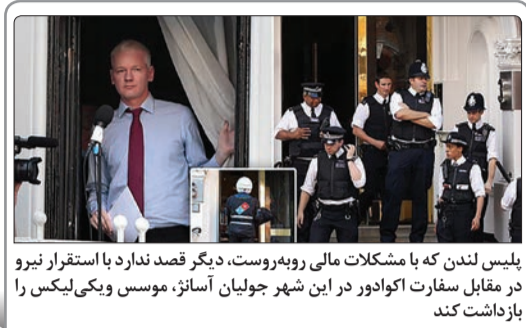 پلیس لندن که با مشکلات مالی روبه‌روست، دیگر قصد ندارد با استقرار نیرو
در مقابل سفارت اکوادور در این شهر جولیان آسانژ، موسس ویکی‌لیکس را
بازداشت کند